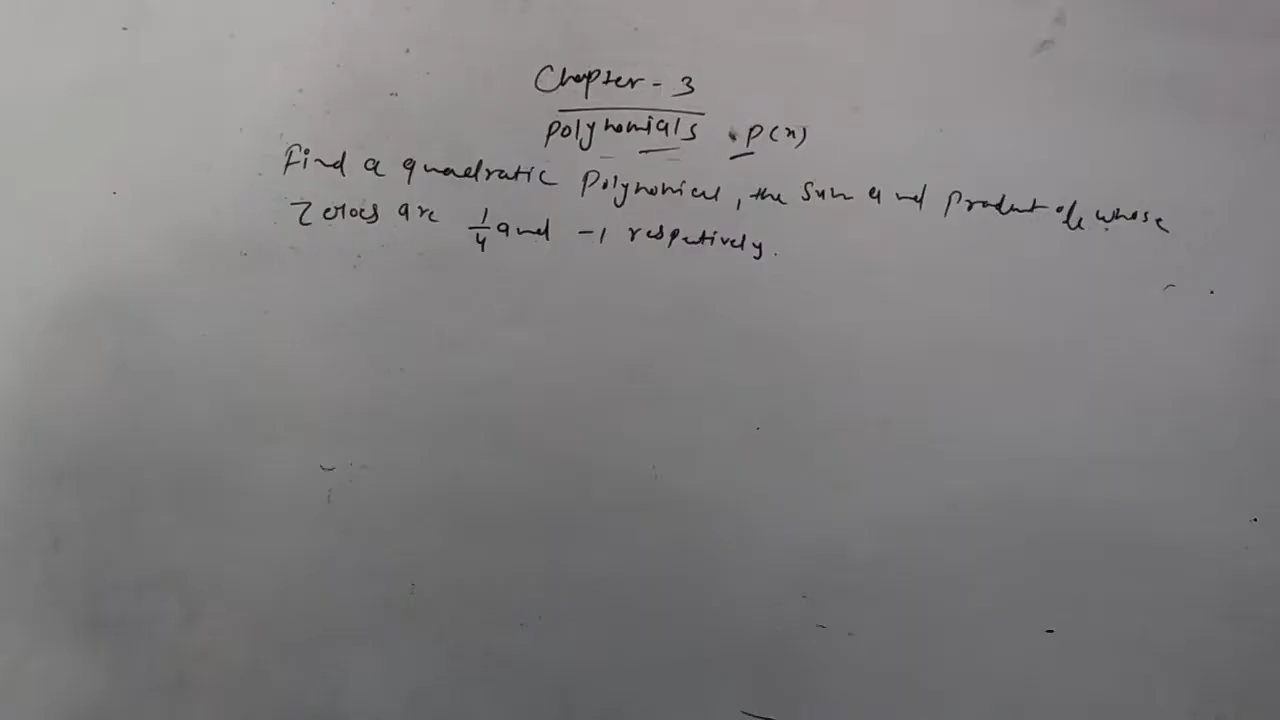 Chapter - 3
Polynomials . P(x)
Find a quadratic Polynomial, the Sum and Product of whose
Zeroes are 1/4 and -1 respectively.